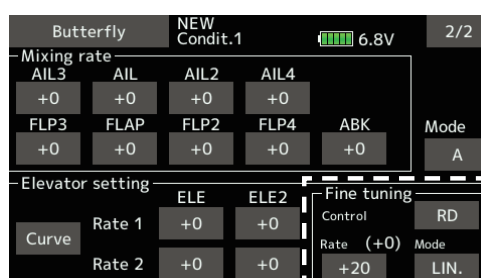 Butterfly NEW Condit.1 6.8V 2/2
Mixing rate
AIL3 AIL AIL2 AIL4
+0 +0 +0 +0
FLP3 FLAP FLP2 FLP4 ABK Mode
+0 +0 +0 +0 +0 A
Elevator setting
ELE ELE2 Fine tuning
Control RD
Curve Rate 1 +0 +0
Rate (+0) Mode
Rate 2 +0 +0 +20 LIN.